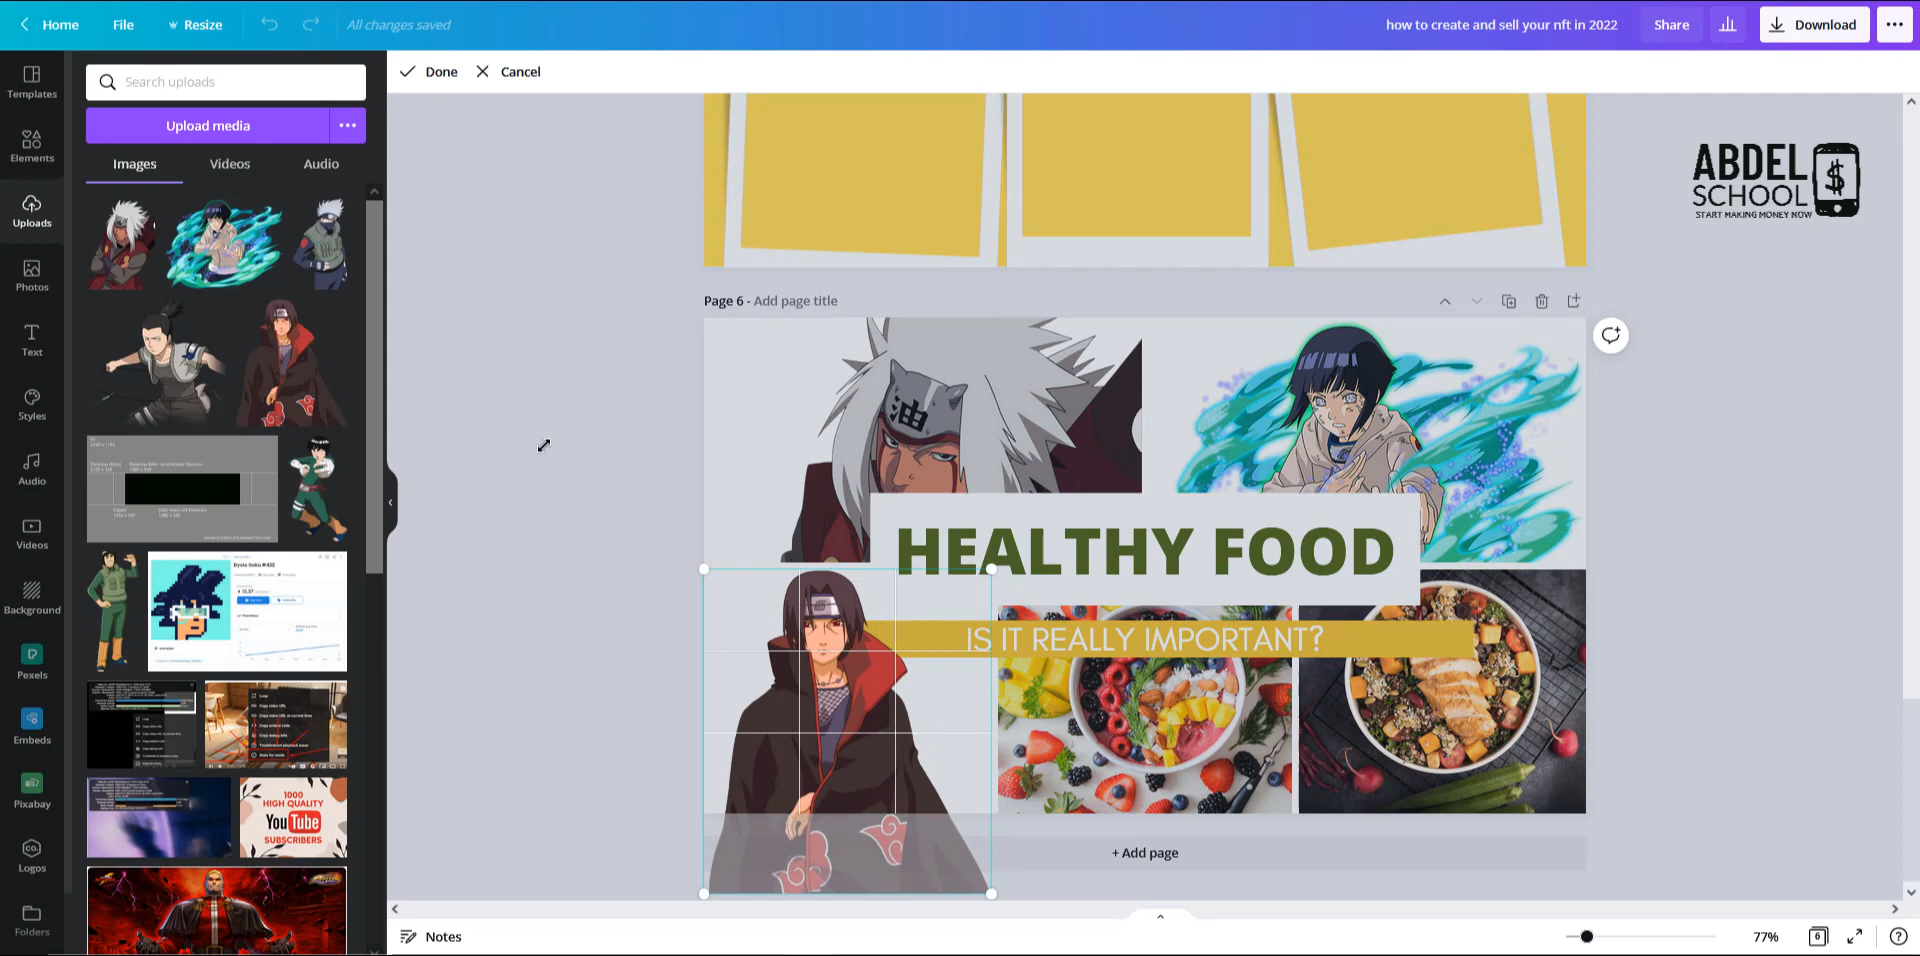 Home
File
Resize
All changes saved
how to create and sell your nft in 2022
Share
Download
Templates
Elements
Uploads
Photos
Text
Styles
Audio
Videos
Background
Pexels
Embeds
Pixabay
Logos
Folders
Search uploads
Upload media
Images
Videos
Audio
1000
HIGH QUALITY
YouTube
SUBSCRIBERS
Done
Cancel
ABDEL
SCHOOL
START MAKING MONEY NOW
$
Page 6 - Add page title
油
HEALTHY FOOD
IS IT REALLY IMPORTANT?
+ Add page
Notes
77%
6
?